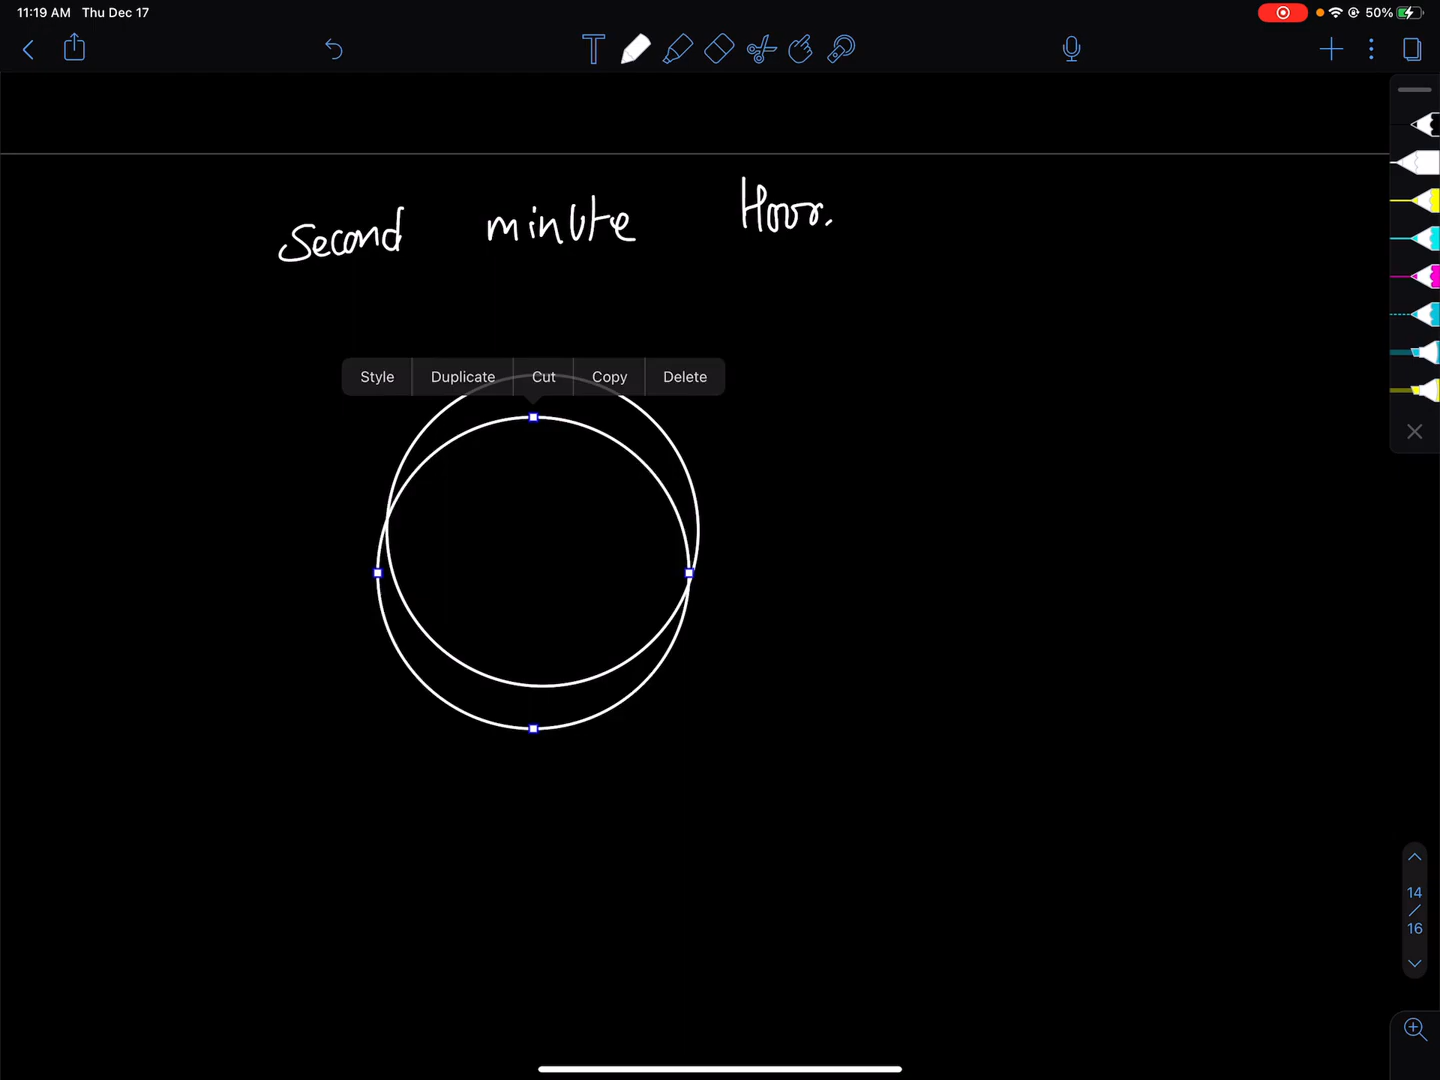 11:19 AM Thu Dec 17 50%
T
Second minute Hour.
Style Duplicate Cut Copy Delete
14
/
16